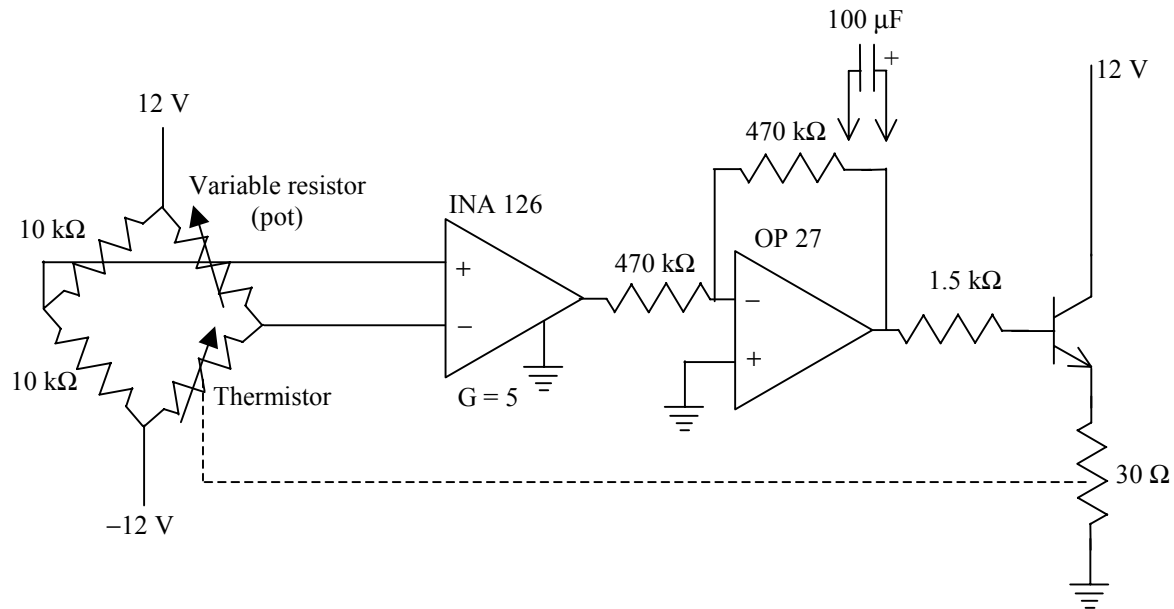 100 μF
+
12 V
12 V
470 kΩ
Variable resistor
(pot)
INA 126
10 kΩ
OP 27
+
470 kΩ
1.5 kΩ
−
−
10 kΩ
+
Thermistor
G = 5
30 Ω
−12 V